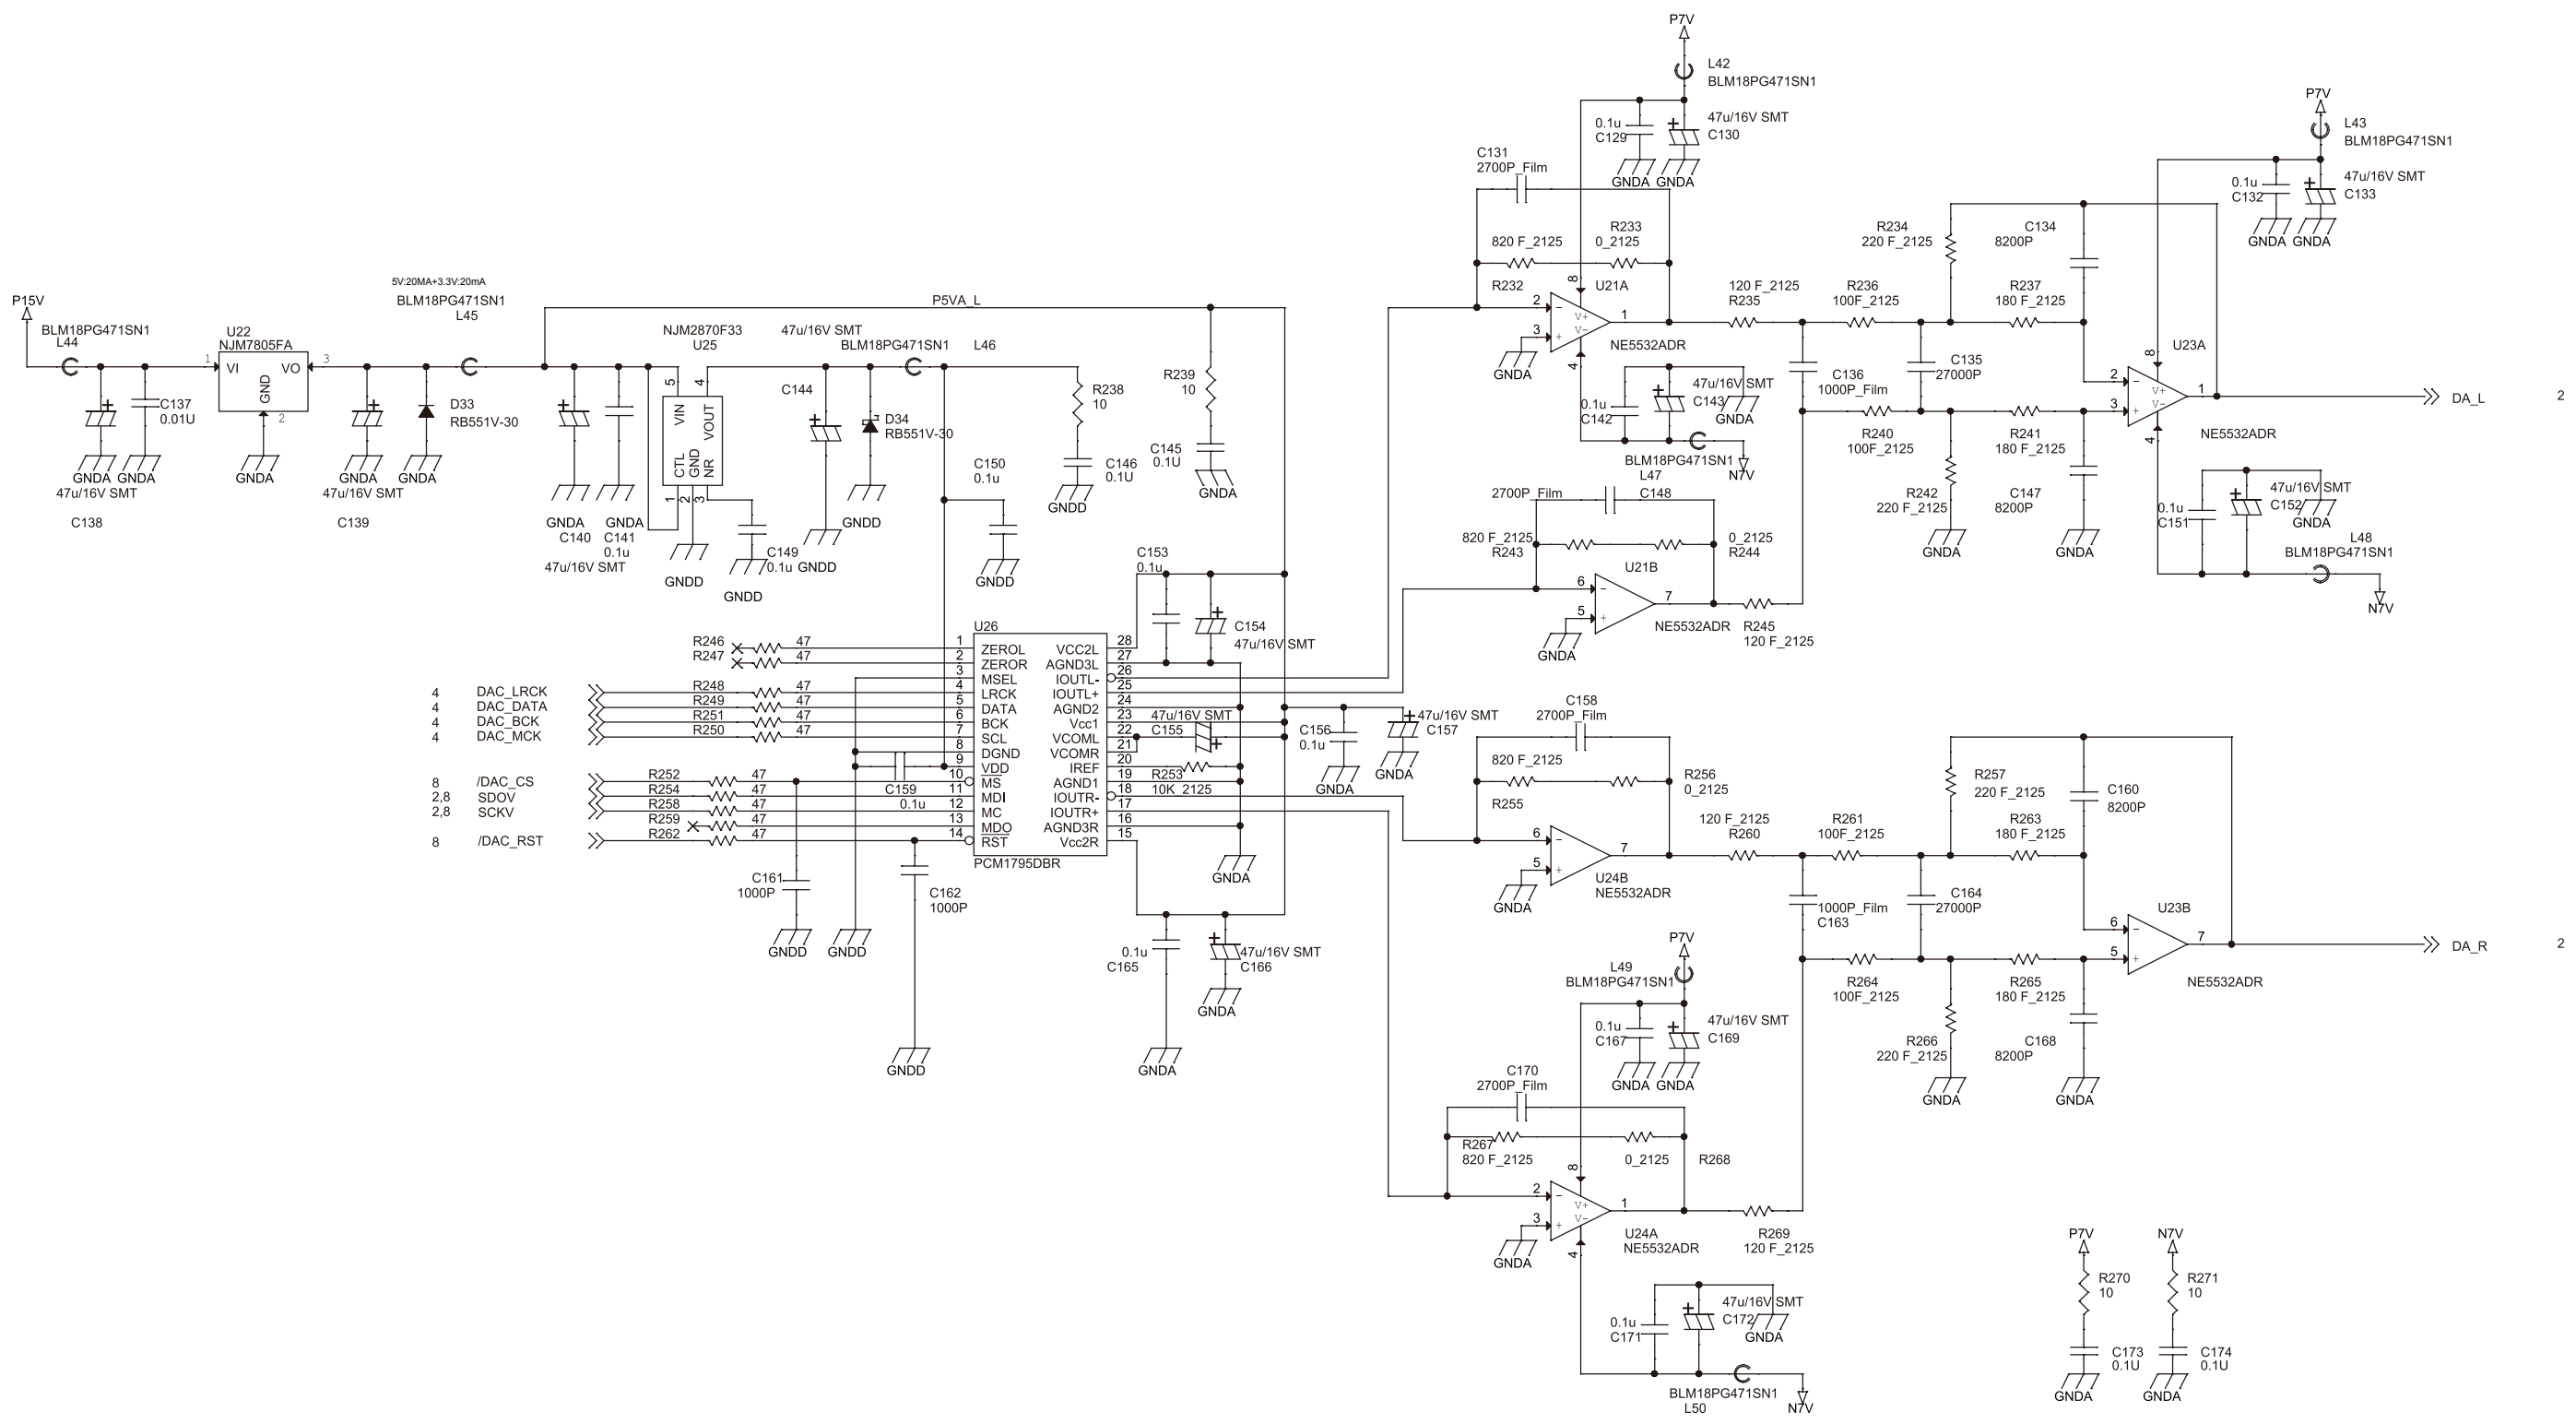 P7V
L42
BLM18PG471SN1
0.1u
C129
47u/16V SMT
C130
GNDA GNDA
P7V
L43
BLM18PG471SN1
0.1u
C132
47u/16V SMT
C133
GNDA GNDA
C131
2700P_Film
R233
820 F_2125 0_2125
R232
U21A
8
2
3
4
1
V+
V−
NE5532ADR
GNDA
120 F_2125
R235
R234
220 F_2125
C134
8200P
R236
100F_2125
R237
180 F_2125
C136
1000P_Film
C135
27000P
R240
100F_2125
R241
180 F_2125
R242
220 F_2125
C147
8200P
GNDA
GNDA
U23A
8
2
3
4
1
V+
V−
NE5532ADR
DA_L 2
0.1u
C151
47u/16V SMT
C152
GNDA
L48
BLM18PG471SN1
N7V
0.1u
C142
47u/16V SMT
C143
GNDA
BLM18PG471SN1
L47
N7V
2700P_Film
C148
820 F_2125
R243
0_2125
R244
U21B
6
5
7
NE5532ADR
GNDA
R245
120 F_2125
P15V
BLM18PG471SN1
L44
U22
NJM7805FA
1
VI
GND
VO
3
2
C137
0.01U
GNDA GNDA
47u/16V SMT
C138
GNDA
5V:20MA+3.3V:20mA
BLM18PG471SN1
L45
D33
RB551V-30
GNDA GNDA
47u/16V SMT
C139
P5VA_L
NJM2870F33
U25
5
4
VIN
VOUT
CTL
GND
NR
1
2
3
GNDA GNDA
C140 C141
0.1u
47u/16V SMT
GNDD
C149
0.1u
GNDD
47u/16V SMT
C144
GNDD
BLM18PG471SN1
L46
D34
RB551V-30
GNDD
C150
0.1u
GNDD
R238
10
C146
0.1U
GNDD
R239
10
C145
0.1U
GNDA
C153
0.1u
C154
47u/16V SMT
U26
R246 47 1 ZEROL VCC2L 28
R247 47 2 ZEROR AGND3L 27
3 MSEL IOUTL- 26
4 DAC_LRCK R248 47 4 LRCK IOUTL+ 25
4 DAC_DATA R249 47 5 DATA AGND2 24
4 DAC_BCK R251 47 6 BCK Vcc1 23
4 DAC_MCK R250 47 7 SCL VCOML 22
8 DGND VCOMR 21
9 VDD IREF 20
8 /DAC_CS R252 47 10 MS AGND1 19
2,8 SDOV R254 47 11 MDI IOUTR- 18
2,8 SCKV R258 47 12 MC IOUTR+ 17
R259 47 13 MDO AGND3R 16
8 /DAC_RST R262 47 14 RST Vcc2R 15
PCM1795DBR
C159
0.1u
C161
1000P
GNDD
GNDD
C162
1000P
GNDD
47u/16V SMT
C155
R253
10K_2125
GNDA
C156
0.1u
GNDA
47u/16V SMT
C157
GNDA
0.1u
C165
GNDA
47u/16V SMT
C166
GNDA
C158
2700P_Film
820 F_2125
R255
R256
0_2125
6
5
7
U24B
NE5532ADR
GNDA
120 F_2125
R260
R261
100F_2125
R257
220 F_2125
C160
8200P
R263
180 F_2125
1000P_Film
C163
C164
27000P
R264
100F_2125
R265
180 F_2125
R266
220 F_2125
C168
8200P
GNDA
GNDA
U23B
6
5
7
NE5532ADR
DA_R 2
P7V
L49
BLM18PG471SN1
0.1u
C167
47u/16V SMT
C169
GNDA GNDA
C170
2700P_Film
R267
820 F_2125
0_2125
R268
8
2
3
4
1
V+
V−
U24A
NE5532ADR
GNDA
R269
120 F_2125
0.1u
C171
47u/16V SMT
C172
GNDA
BLM18PG471SN1
L50
N7V
P7V
R270
10
C173
0.1U
GNDA
N7V
R271
10
C174
0.1U
GNDA